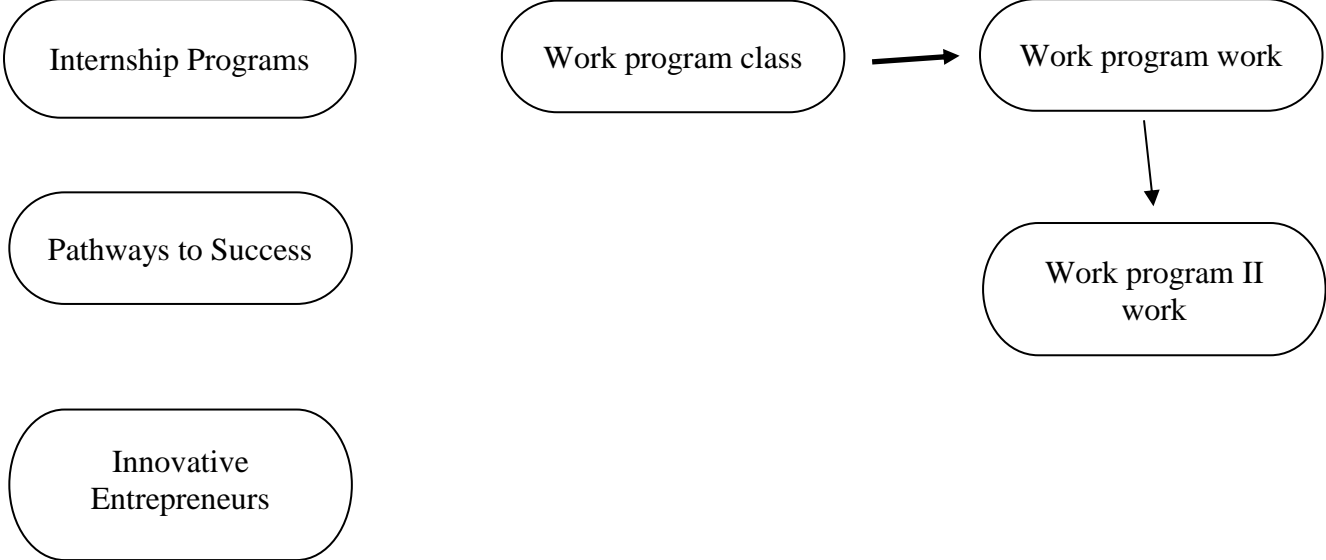 Internship Programs
Work program class
Work program work
Pathways to Success
Work program II
work
Innovative
Entrepreneurs